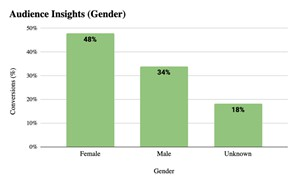 Audience Insights (Gender)
50%
40%
30%
20%
10%
0%
Conversions (%)
48%
34%
18%
Female
Male
Unknown
Gender